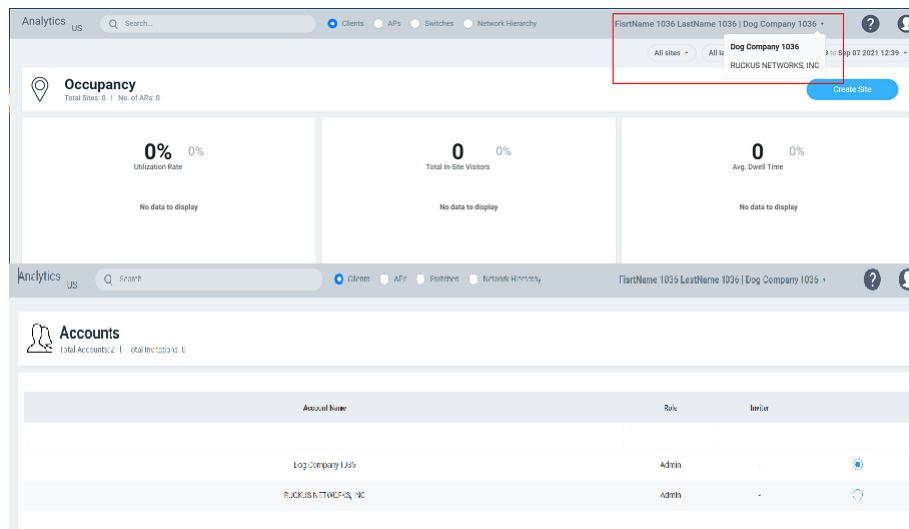 Analytics US Search... Clients APs Switches Network Hierarchy FisrtName 1036 LastName 1036 | Dog Company 1036 ?
All sites All la 9 to Sep 07 2021 12:39
Dog Company 1036
RUCKUS NETWORKS, INC
Occupancy
Total Sites: 0 | No. of APs: 0
Create Site
0% 0% 0 0% 0 0%
Utilization Rate Total In-Site Visitors Avg. Dwell Time
No data to display No data to display No data to display
Analytics US Search Clients APs Switches Network Hierarchy FisrtName 1036 LastName 1036 | Dog Company 1036 ?
Accounts
Total Accounts: 2 | Total Invitations: 0
Account Name Role Inviter
Dog Company 1036 Admin -
RUCKUS NETWORKS, INC Admin -